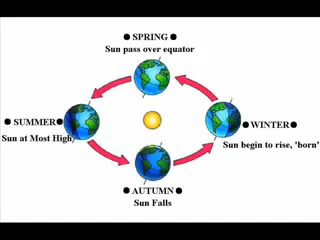 ● SPRING ●
Sun pass over equator
● SUMMER ●
Sun at Most High,
● WINTER ●
Sun begin to rise, 'born'
● AUTUMN ●
Sun Falls